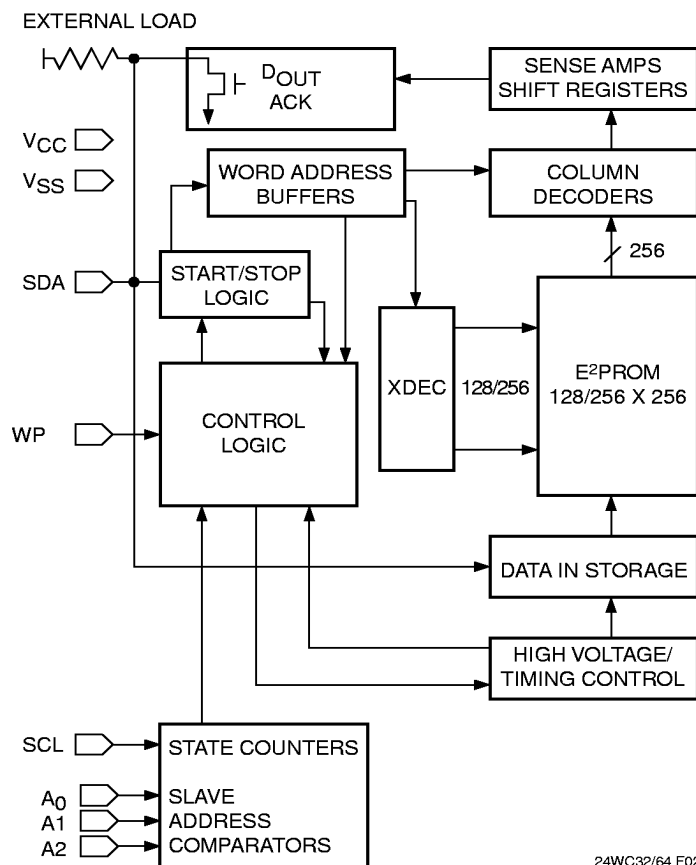 EXTERNAL LOAD
DOUT
ACK
SENSE AMPS
SHIFT REGISTERS
VCC
VSS
WORD ADDRESS
BUFFERS
COLUMN
DECODERS
256
SDA
START/STOP
LOGIC
XDEC
128/256
E²PROM
128/256 X 256
WP
CONTROL
LOGIC
DATA IN STORAGE
HIGH VOLTAGE/
TIMING CONTROL
SCL
STATE COUNTERS
A0
SLAVE
A1
ADDRESS
A2
COMPARATORS
24WC32/64 F02